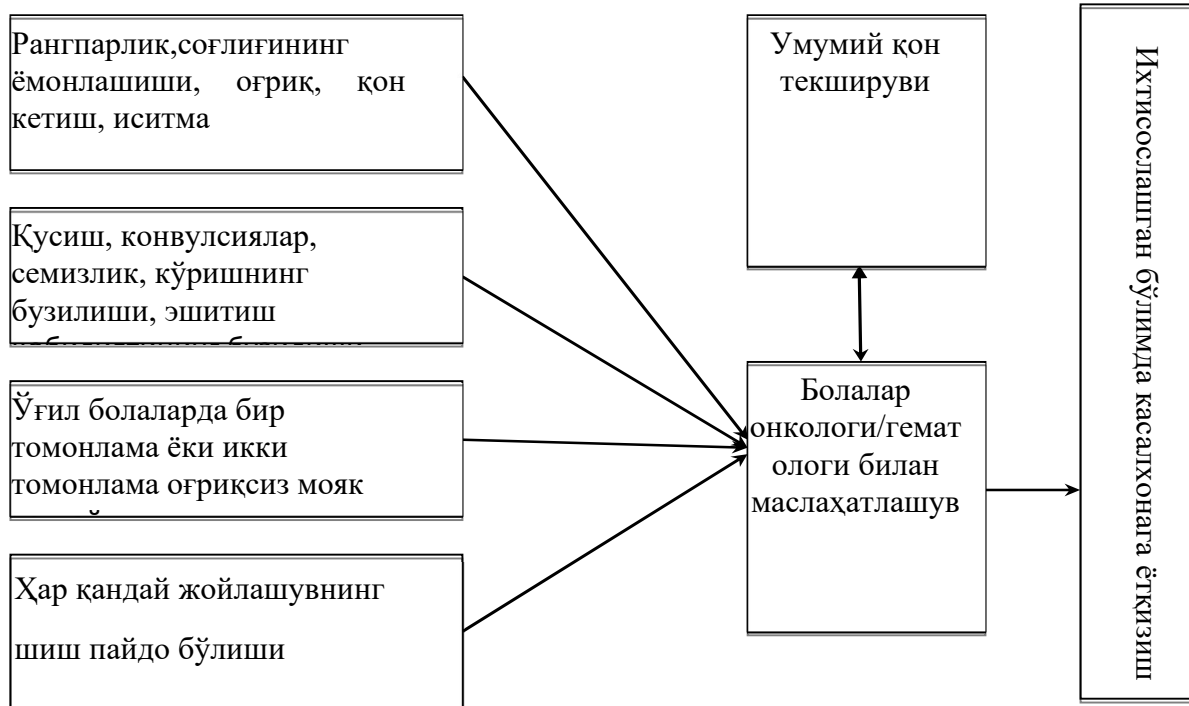 Рангпарлик,соғлиғининг
ёмонлашиши, оғриқ, қон
кетиш, иситма
Қусиш, конвулсиялар,
семизлик, кўришнинг
бузилиши, эшитиш
Ўғил болаларда бир
томонлама ёки икки
томонлама оғриқсиз мояк
Ҳар қандай жойлашувнинг
шиш пайдо бўлиши
Умумий қон
текшируви
Болалар
онкологи/гемат
ологи билан
маслаҳатлашув
Ихтисослашган бўлимда касалхонага ётқизиш